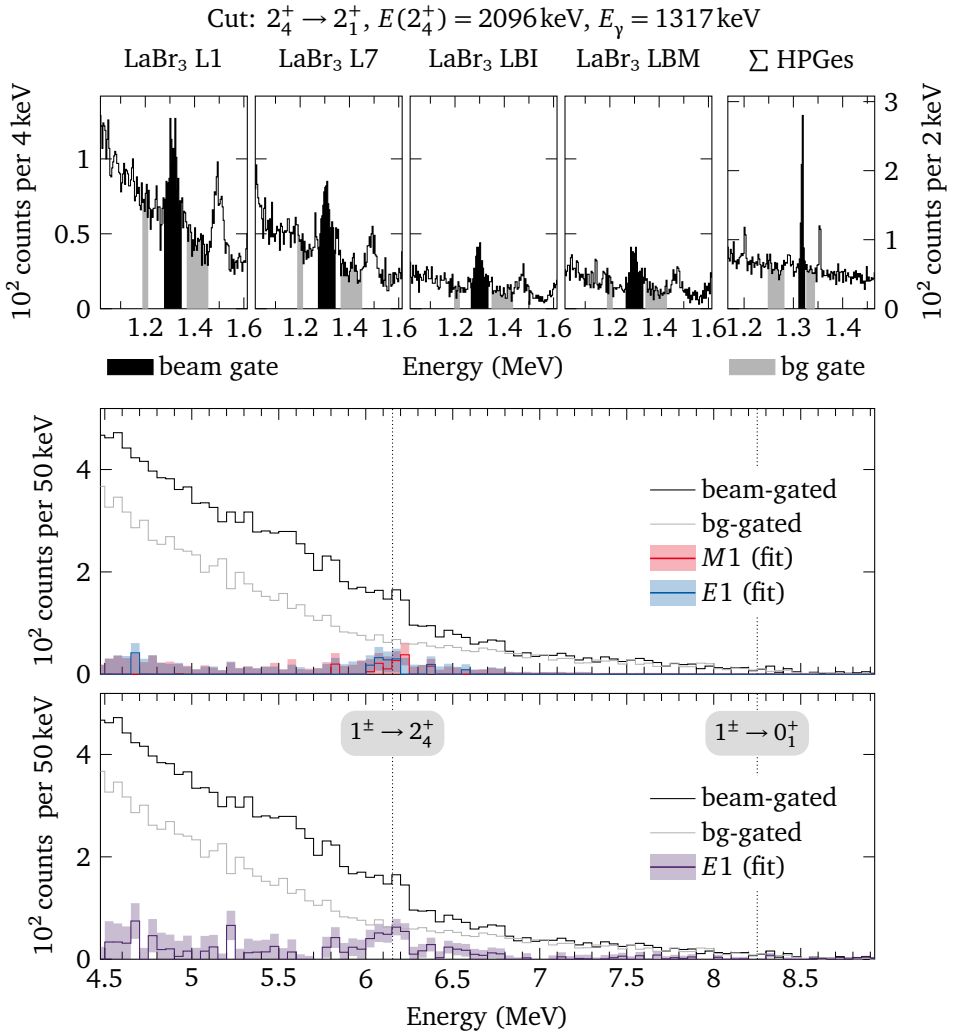 Cut: 2₄⁺ → 2₁⁺, E(2₄⁺) = 2096 keV, Eγ = 1317 keV
LaBr₃ L1 LaBr₃ L7 LaBr₃ LBI LaBr₃ LBM ∑ HPGes
10² counts per 4 keV
0 0.5 1
1.2 1.4 1.6 1.2 1.4 1.6 1.2 1.4 1.6 1.2 1.4 1.6 1.2 1.3 1.4
0 1 2 3
10² counts per 2 keV
beam gate Energy (MeV) bg gate
10² counts per 50 keV
0 2 4
beam-gated
bg-gated
M1 (fit)
E1 (fit)
10² counts per 50 keV
0 2 4
1± → 2₄⁺ 1± → 0₁⁺
beam-gated
bg-gated
E1 (fit)
4.5 5 5.5 6 6.5 7 7.5 8 8.5
Energy (MeV)